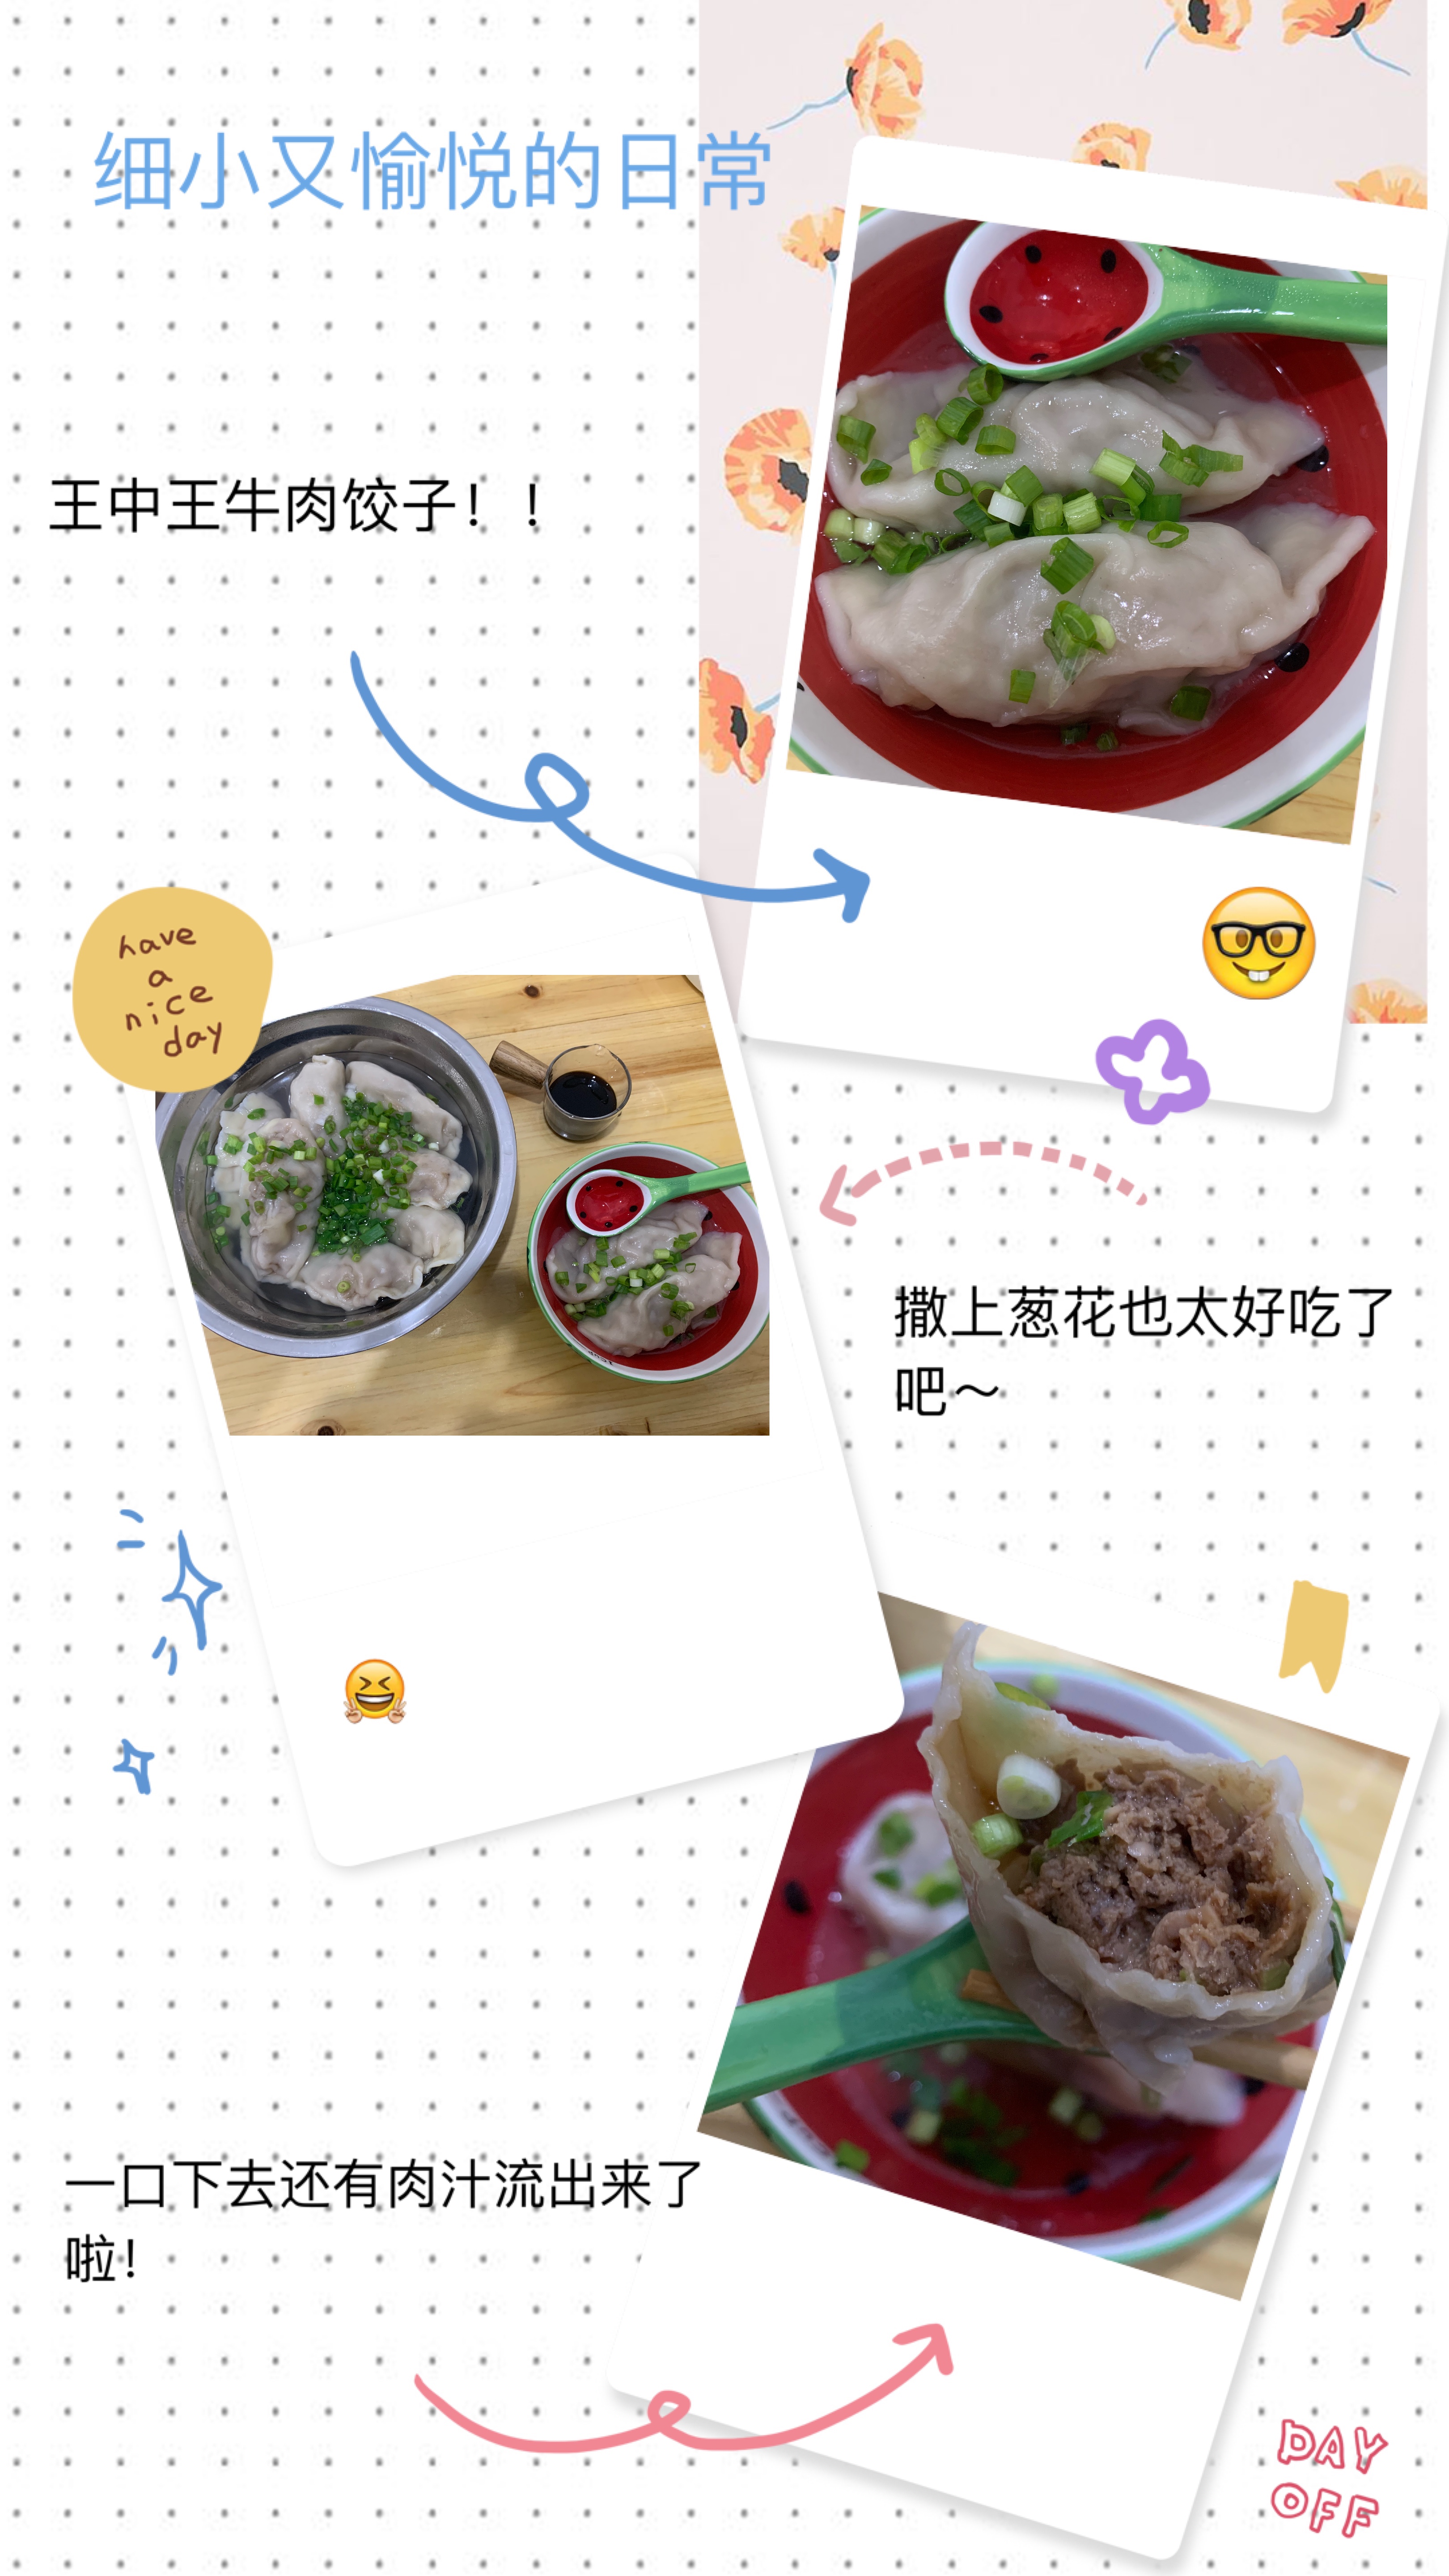 细小又愉悦的日常
王中王牛肉饺子！！
have
a
nice
day
撒上葱花也太好吃了
吧～
一口下去还有肉汁流出来了
啦！
DAY
OFF